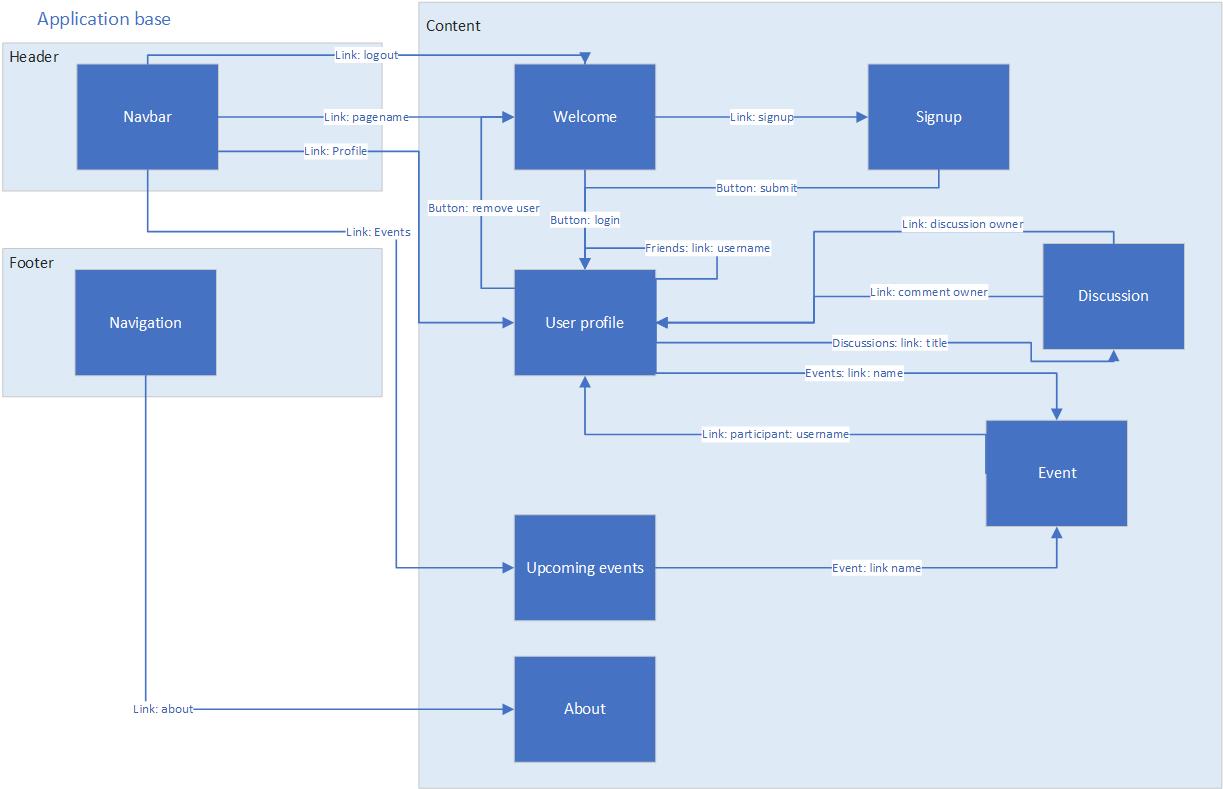 Application base
Content
Header
Link: logout
Navbar
Link: pagename
Welcome
Link: signup
Signup
Link: Profile
Button: submit
Button: remove user
Button: login
Link: discussion owner
Link: Events
Friends: link: username
Footer
Navigation
User profile
Link: comment owner
Discussion
Discussions: link: title
Events: link: name
Link: participant: username
Event
Upcoming events
Event: link name
Link: about
About